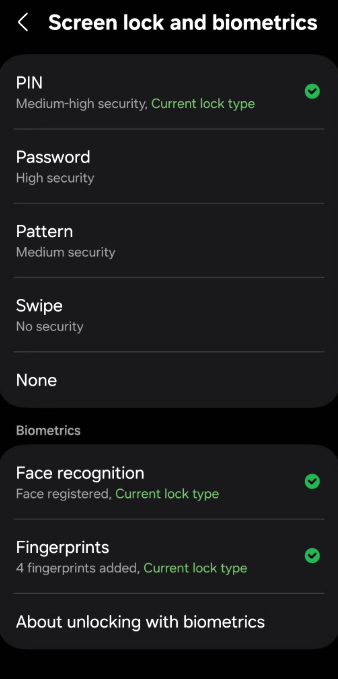 Screen lock and biometrics
PIN
Medium-high security, Current lock type
Password
High security
Pattern
Medium security
Swipe
No security
None
Biometrics
Face recognition
Face registered, Current lock type
Fingerprints
4 fingerprints added, Current lock type
About unlocking with biometrics